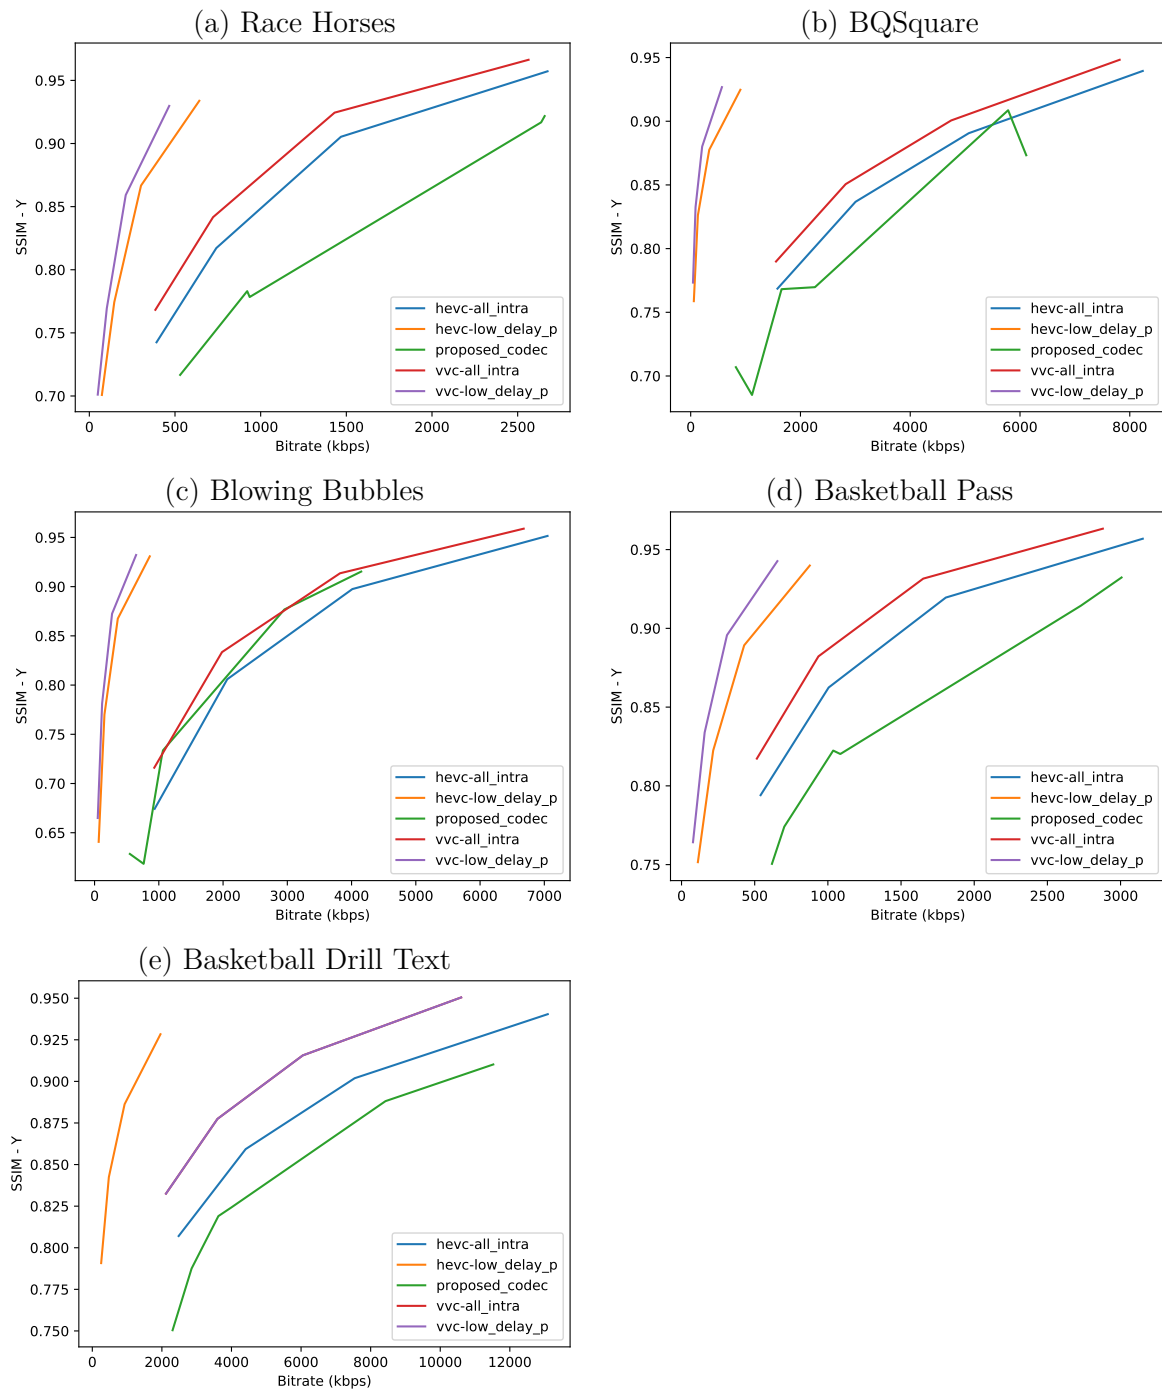 (a) Race Horses
0.95
0.90
0.85
0.80
0.75
0.70
SSIM - Y
0 500 1000 1500 2000 2500
Bitrate (kbps)
hevc-all_intra
hevc-low_delay_p
proposed_codec
vvc-all_intra
vvc-low_delay_p
(b) BQSquare
0.95
0.90
0.85
0.80
0.75
0.70
SSIM - Y
0 2000 4000 6000 8000
Bitrate (kbps)
hevc-all_intra
hevc-low_delay_p
proposed_codec
vvc-all_intra
vvc-low_delay_p
(c) Blowing Bubbles
0.95
0.90
0.85
0.80
0.75
0.70
0.65
SSIM - Y
0 1000 2000 3000 4000 5000 6000 7000
Bitrate (kbps)
hevc-all_intra
hevc-low_delay_p
proposed_codec
vvc-all_intra
vvc-low_delay_p
(d) Basketball Pass
0.95
0.90
0.85
0.80
0.75
SSIM - Y
0 500 1000 1500 2000 2500 3000
Bitrate (kbps)
hevc-all_intra
hevc-low_delay_p
proposed_codec
vvc-all_intra
vvc-low_delay_p
(e) Basketball Drill Text
0.950
0.925
0.900
0.875
0.850
0.825
0.800
0.775
0.750
SSIM - Y
0 2000 4000 6000 8000 10000 12000
Bitrate (kbps)
hevc-all_intra
hevc-low_delay_p
proposed_codec
vvc-all_intra
vvc-low_delay_p